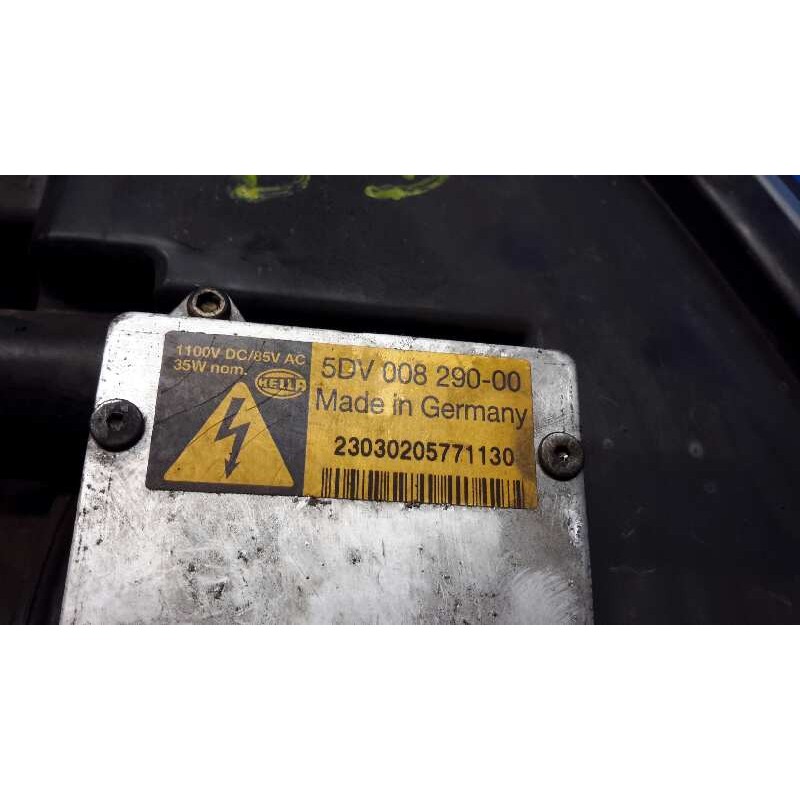 1100V DC/85V AC
35W nom.
HELLA
5DV 008 290-00
Made in Germany
23030205771130